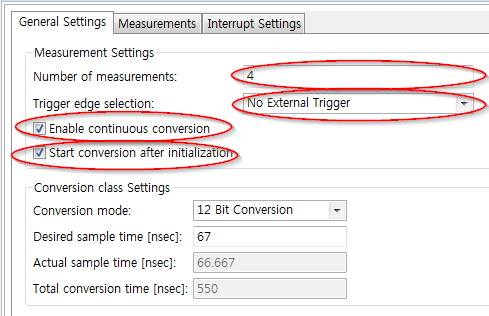 General Settings Measurements Interrupt Settings
Measurement Settings
Number of measurements: 4
Trigger edge selection: No External Trigger
Enable continuous conversion
Start conversion after initialization
Conversion class Settings
Conversion mode: 12 Bit Conversion
Desired sample time [nsec]: 67
Actual sample time [nsec]: 66.667
Total conversion time [nsec]: 550